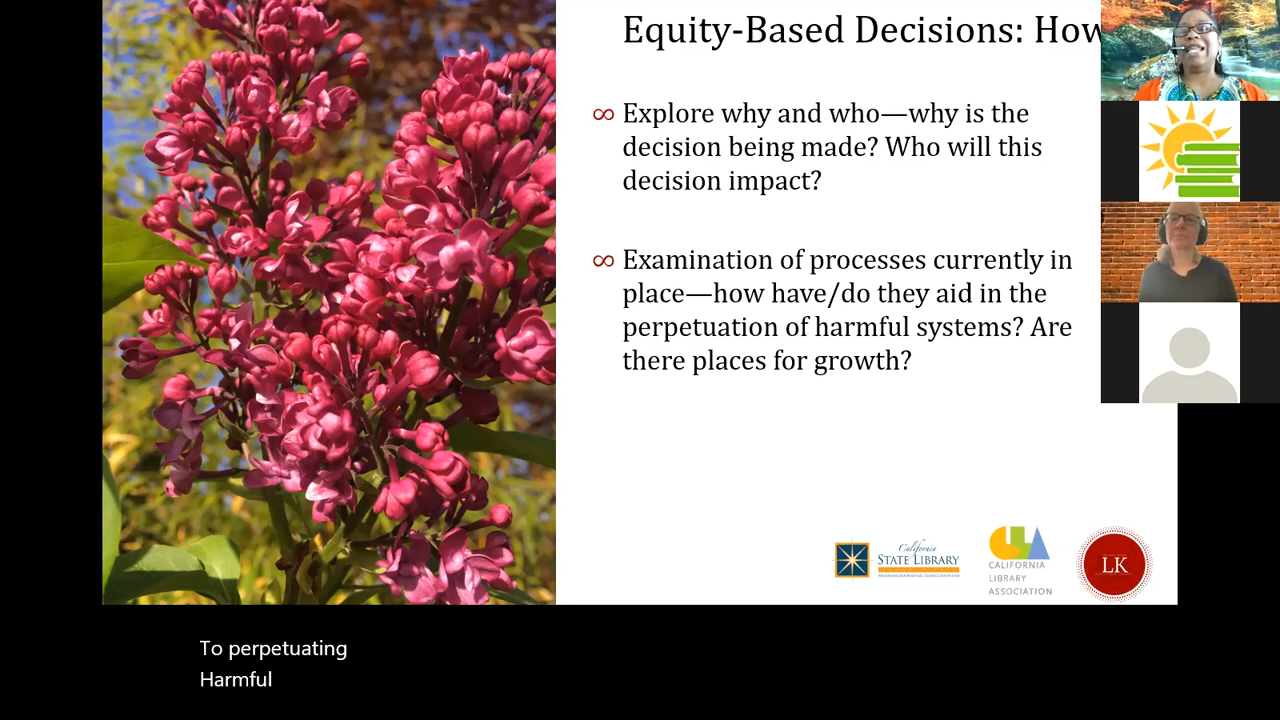 Equity-Based Decisions: How
∞ Explore why and who—why is the
decision being made? Who will this
decision impact?
∞ Examination of processes currently in
place—how have/do they aid in the
perpetuation of harmful systems? Are
there places for growth?
California
STATE LIBRARY
CLA
CALIFORNIA
LIBRARY
ASSOCIATION
LK
To perpetuating
Harmful